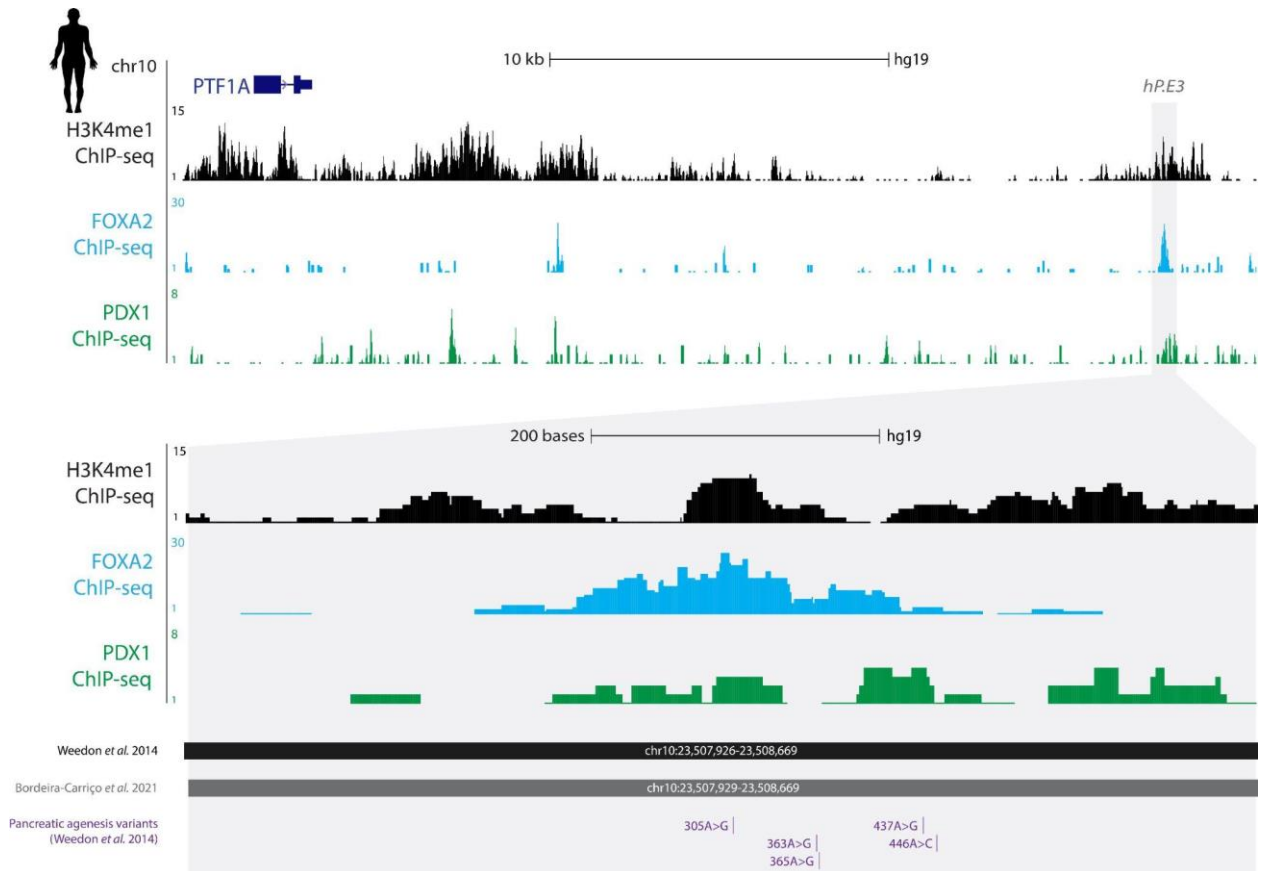 chr10
10 kb
hg19
PTF1A
hP.E3
15
H3K4me1
ChIP-seq
1
30
FOXA2
ChIP-seq
1
8
PDX1
ChIP-seq
1
200 bases
hg19
15
H3K4me1
ChIP-seq
1
30
FOXA2
ChIP-seq
1
8
PDX1
ChIP-seq
1
Weedon et al. 2014
chr10:23,507,926-23,508,669
Bordeira-Carriço et al. 2021
chr10:23,507,929-23,508,669
Pancreatic agenesis variants
(Weedon et al. 2014)
305A>G
437A>G
363A>G
446A>C
365A>G